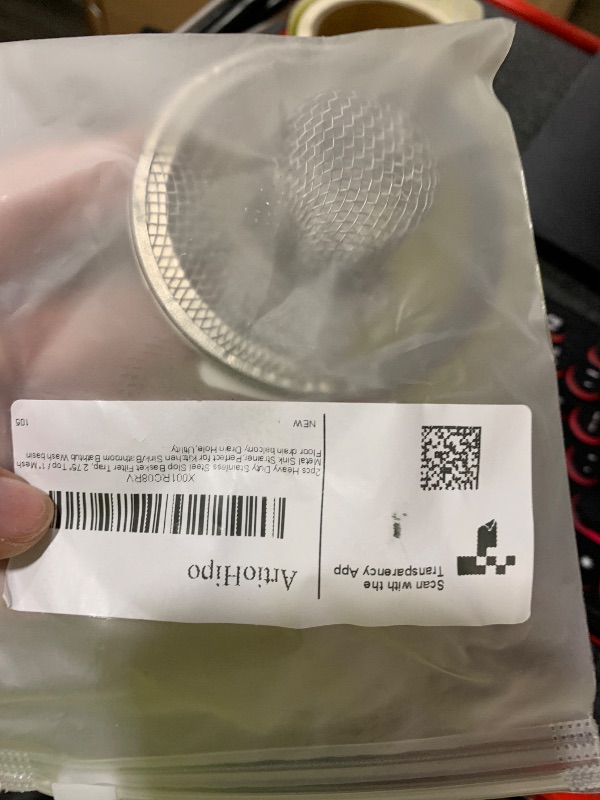 Scan with the
Transparency App
ArtioHipo
X001RCU8RV
2pcs Heavy Duty Stainless Steel Slop Basket Filter Trap, 2.75" Top / 1" Mesh
Metal Sink Strainer, Perfect for Kitchen Sink/Bathroom Bathtub Wash basin
Floor drain balcony Drain Hole, Utility
NEW
105